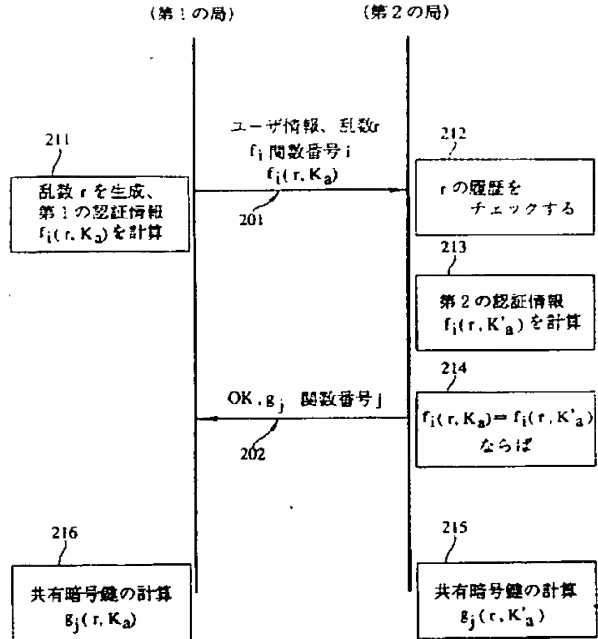 (第1の局)
(第2の局)
ユーザ情報、乱数r
f_i 関数番号 i
f_i(r, K_a)
201
211
乱数 r を生成、
第1の認証情報
f_i(r, K_a) を計算
212
r の履歴を
チェックする
213
第2の認証情報
f_i(r, K'_a) を計算
OK, g_j 関数番号 j
202
214
f_i(r, K_a) = f_i(r, K'_a)
ならば
216
共有暗号鍵の計算
g_j(r, K_a)
215
共有暗号鍵の計算
g_j(r, K'_a)